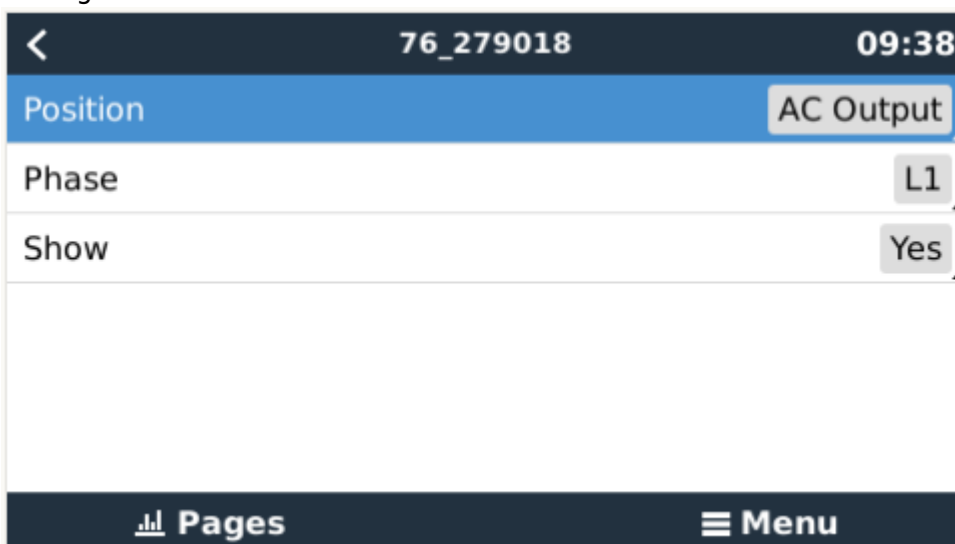 76_279018 09:38
Position AC Output
Phase L1
Show Yes
Pages Menu